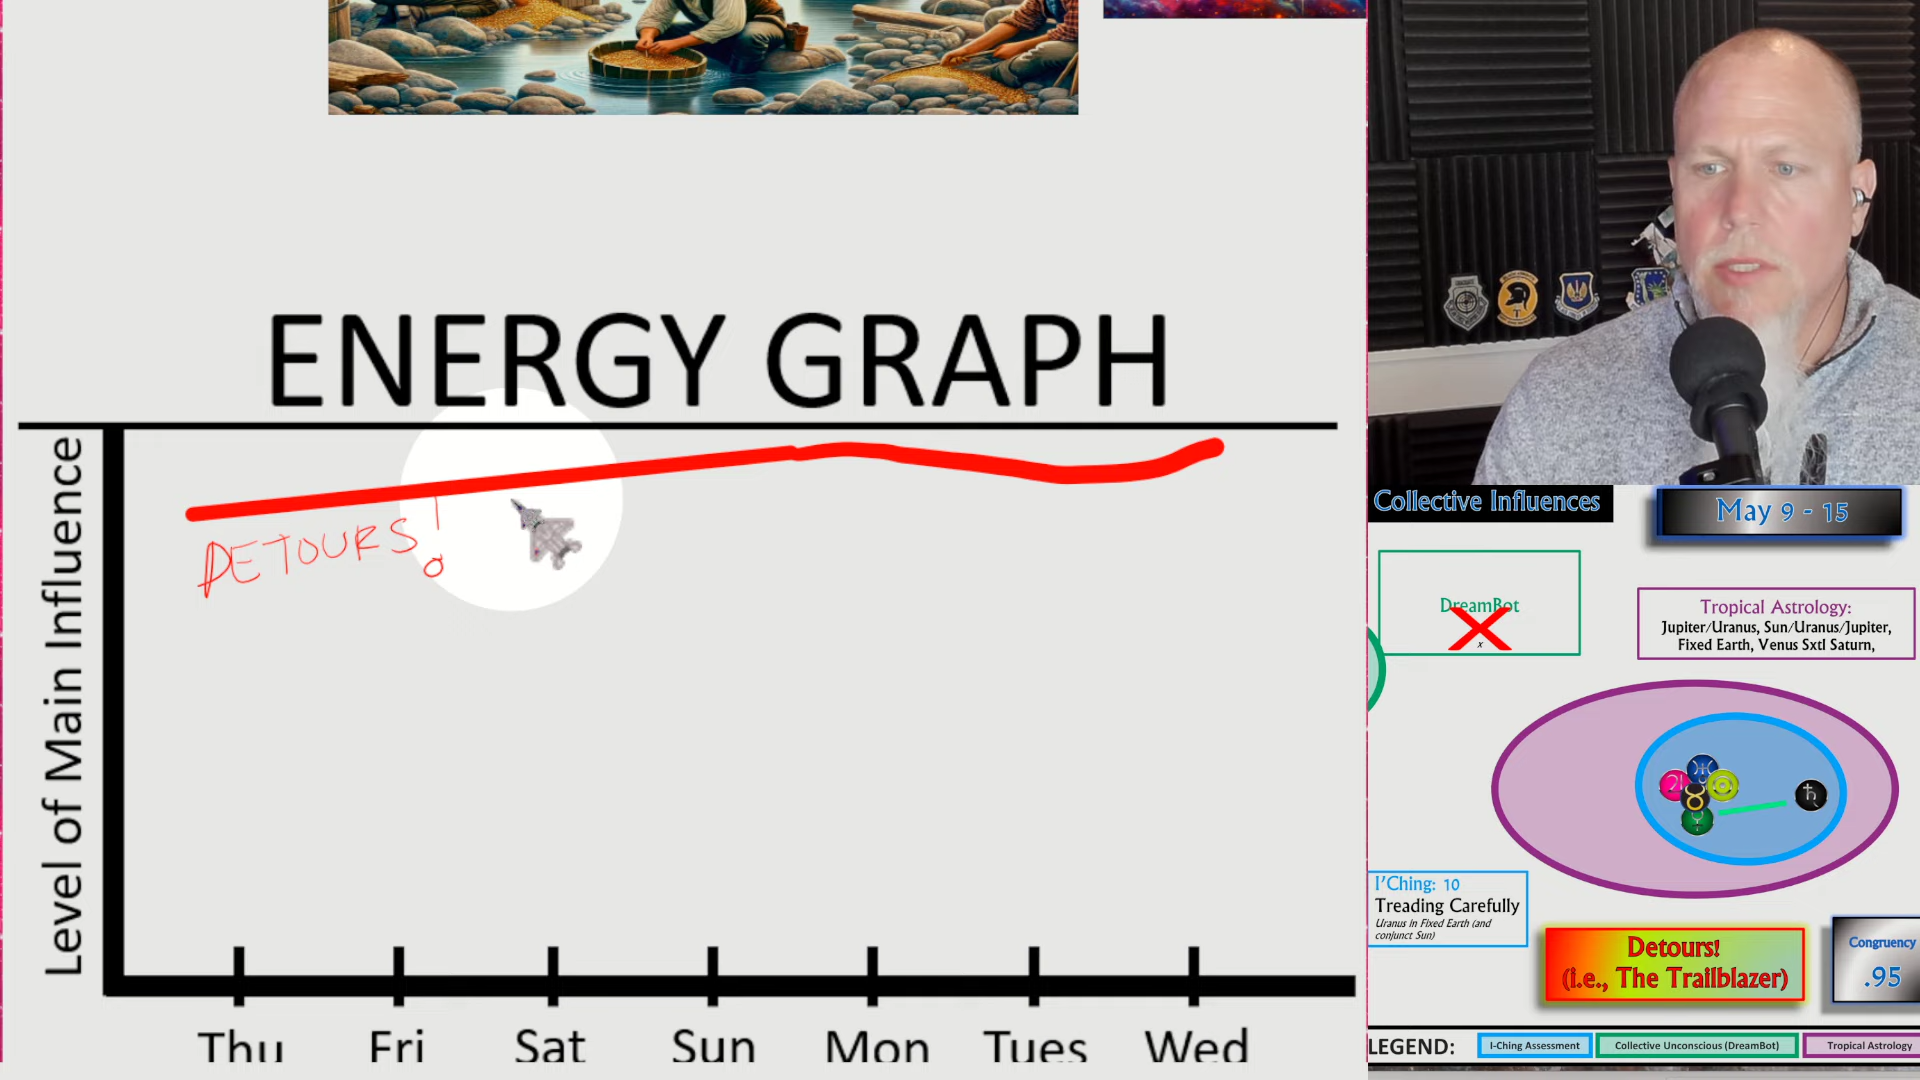 ENERGY GRAPH
Level of Main Influence
DETOURS!
Thu Fri Sat Sun Mon Tues Wed
Collective Influences
May 9 - 15
DreamBot
x
Tropical Astrology:
Jupiter/Uranus, Sun/Uranus/Jupiter,
Fixed Earth, Venus Sxtl Saturn,
I'Ching: 10
Treading Carefully
Uranus in Fixed Earth (and
conjunct Sun)
Detours!
(i.e., The Trailblazer)
Congruency
.95
LEGEND:
I-Ching Assessment
Collective Unconscious (DreamBot)
Tropical Astrology